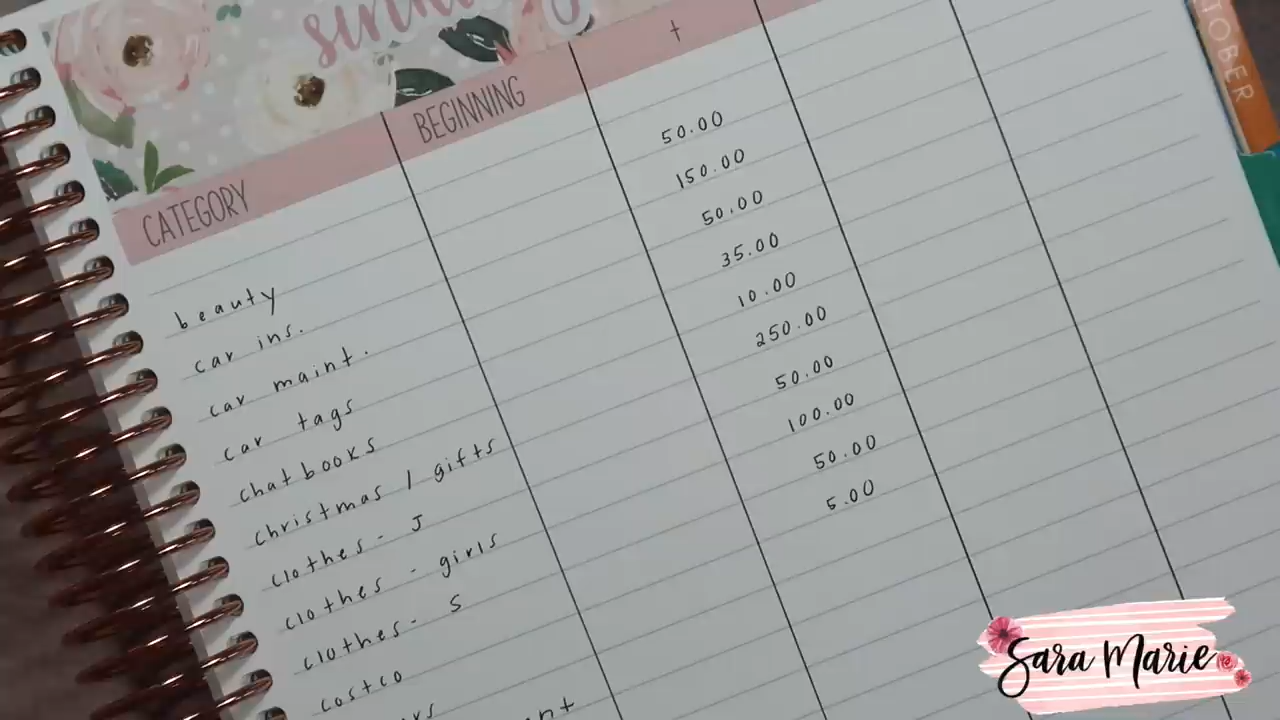 CATEGORY BEGINNING +
beauty 50.00
car ins. 150.00
car maint. 50.00
car tags 35.00
chatbooks 10.00
christmas / gifts 250.00
clothes - J 50.00
clothes - girls 100.00
clothes - S 50.00
costco 5.00
TOBER
Sara Marie